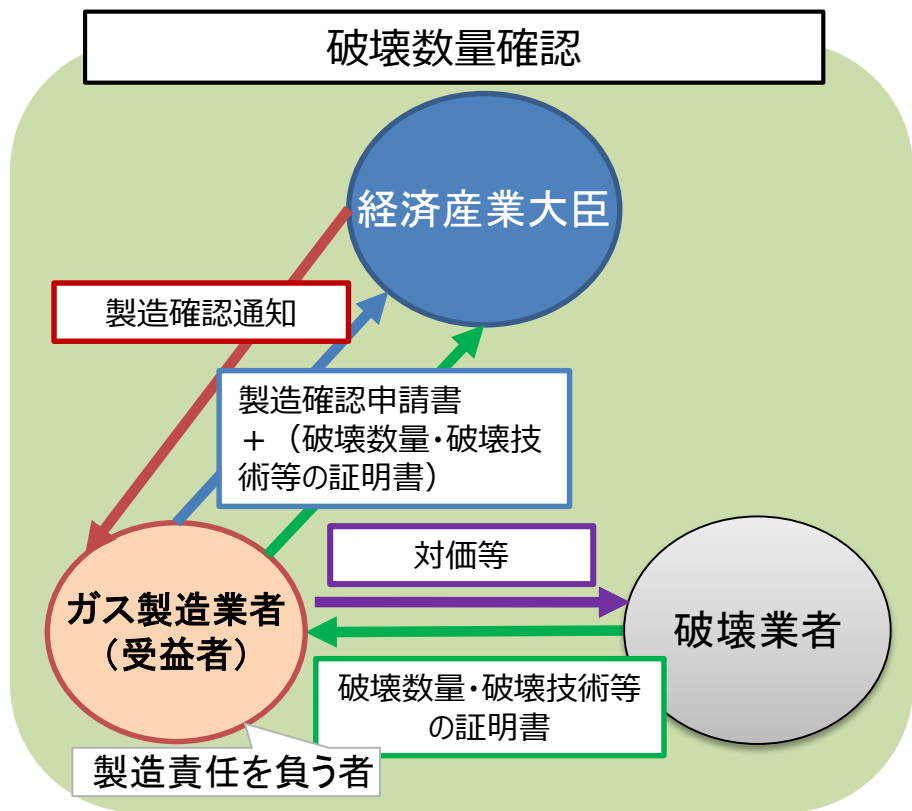 破壊数量確認
経済産業大臣
製造確認通知
製造確認申請書
+（破壊数量・破壊技
術等の証明書）
対価等
ガス製造業者
（受益者）
破壊業者
破壊数量・破壊技術等
の証明書
製造責任を負う者